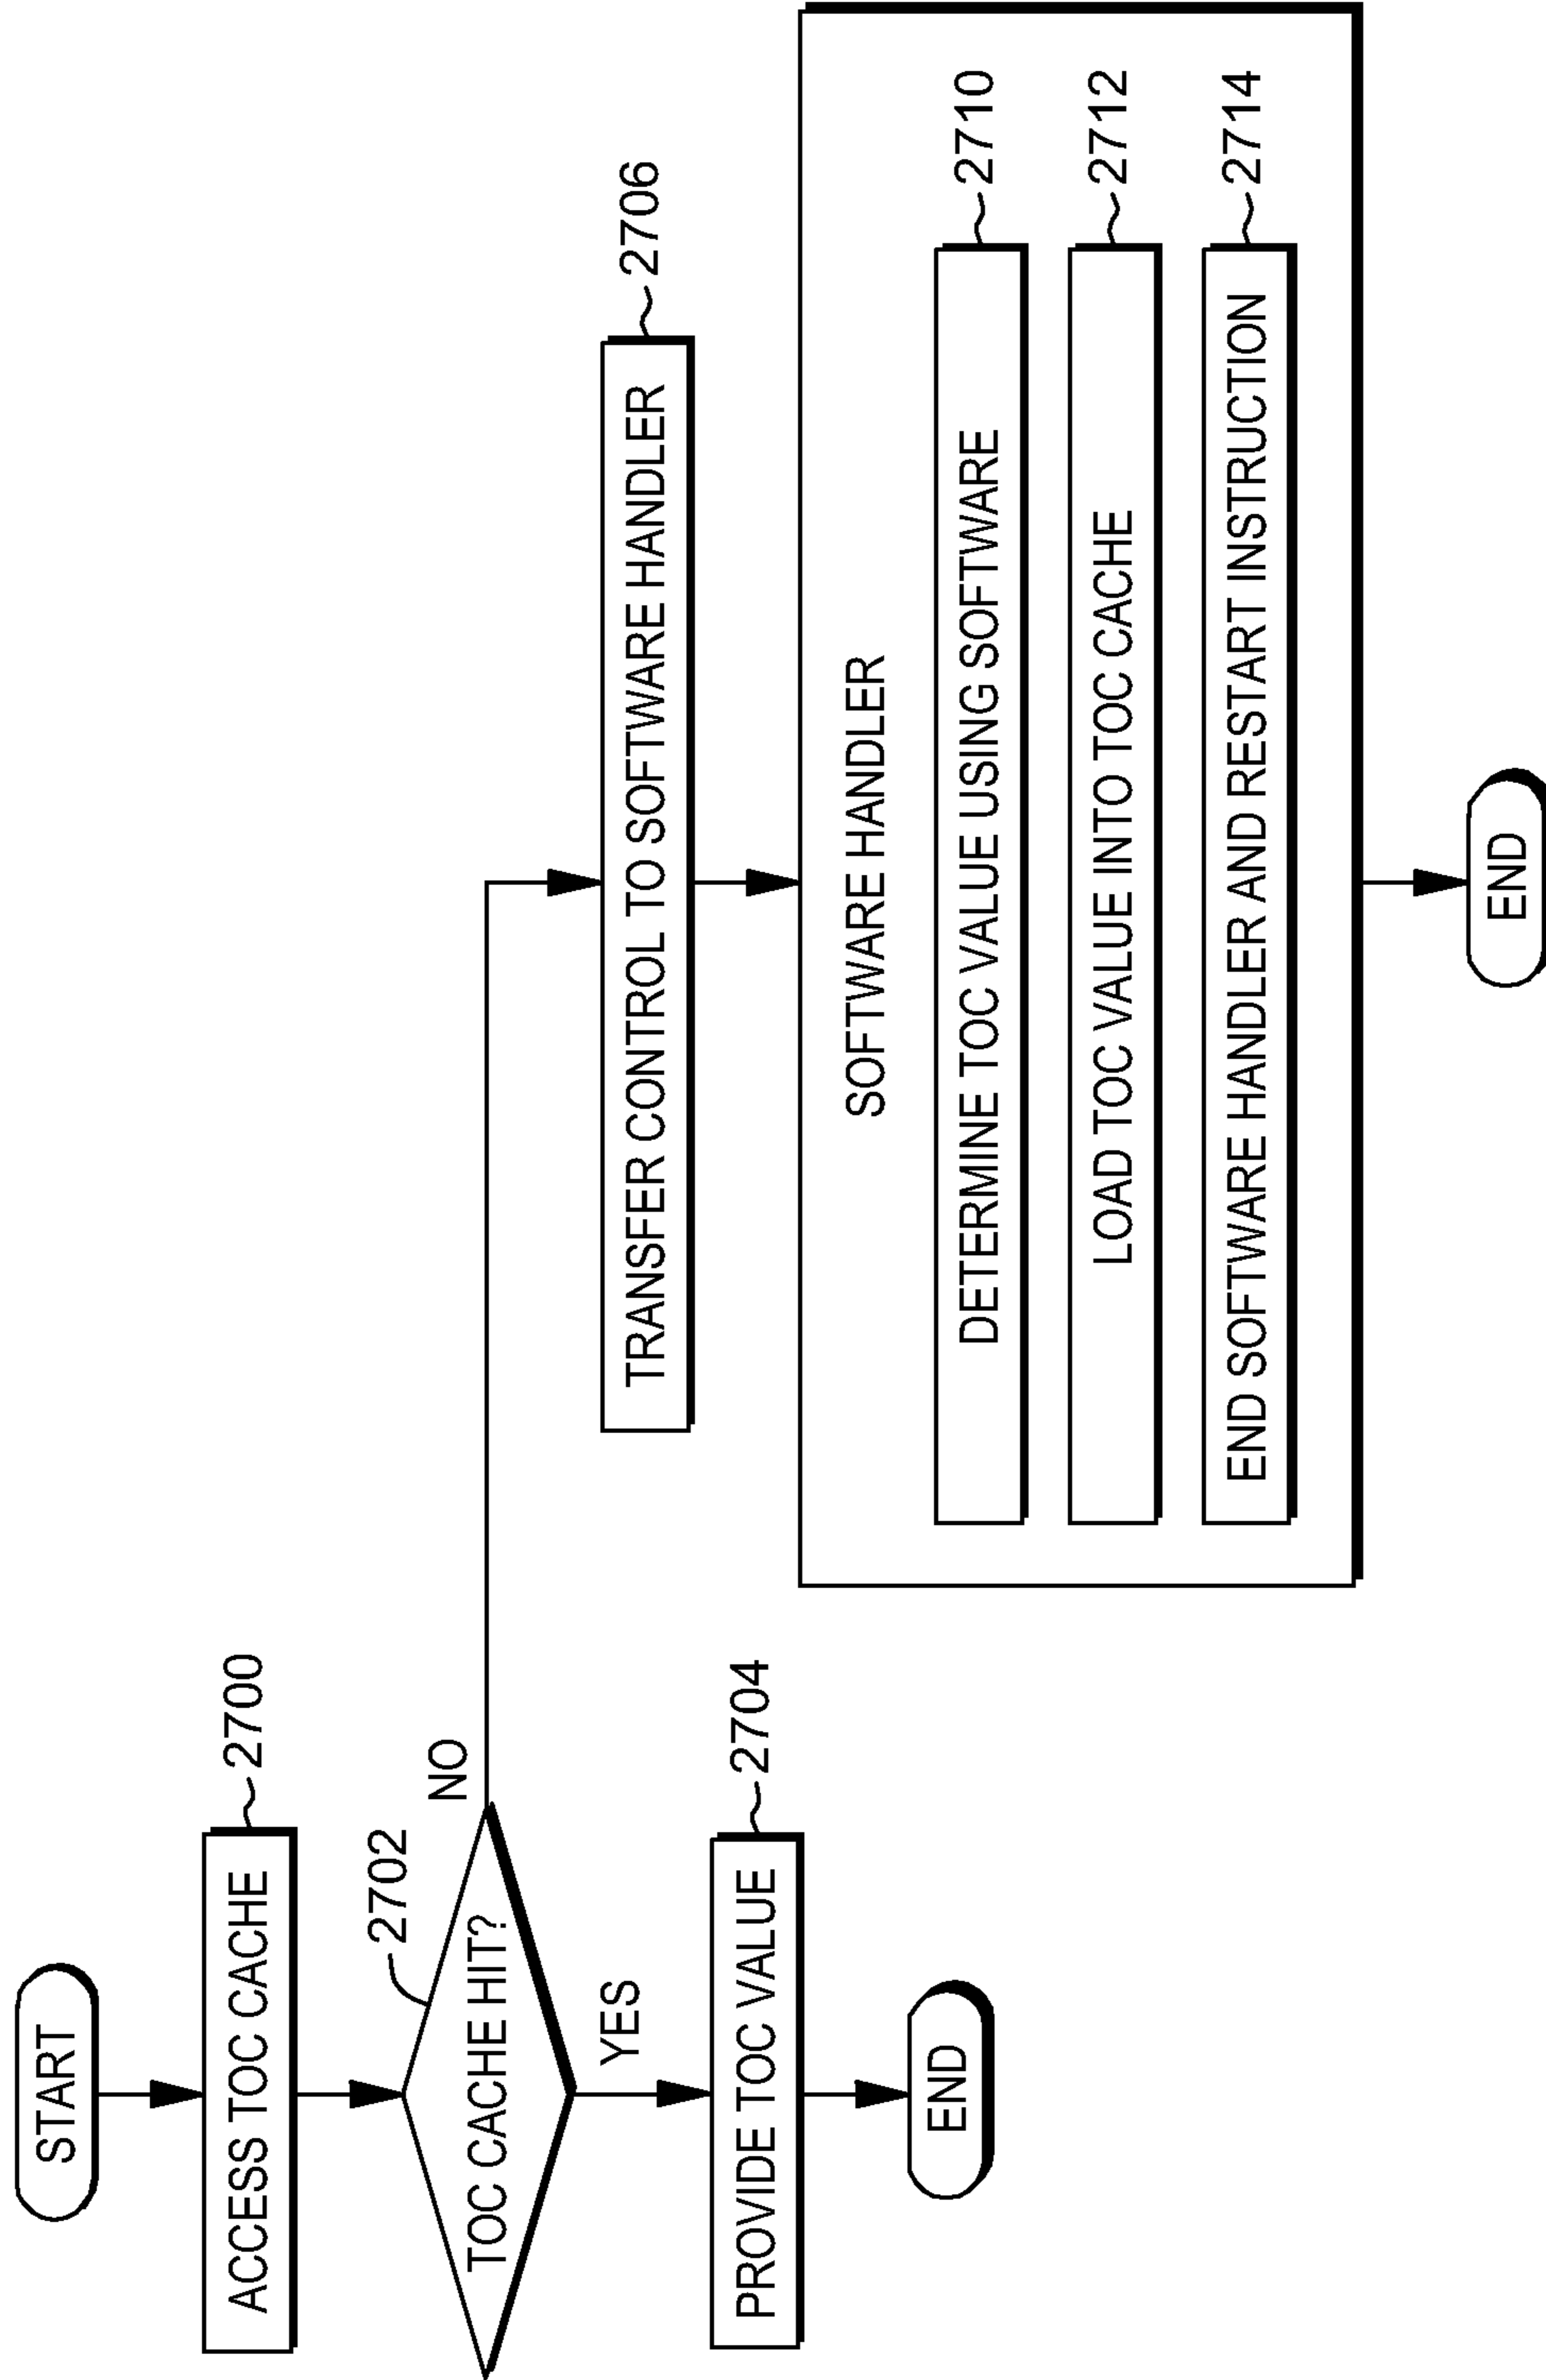 START
ACCESS TOC CACHE
2700
2702
TOC CACHE HIT?
NO
YES
PROVIDE TOC VALUE
2704
END
TRANSFER CONTROL TO SOFTWARE HANDLER
2706
SOFTWARE HANDLER
DETERMINE TOC VALUE USING SOFTWARE
2710
LOAD TOC VALUE INTO TOC CACHE
2712
END SOFTWARE HANDLER AND RESTART INSTRUCTION
2714
END